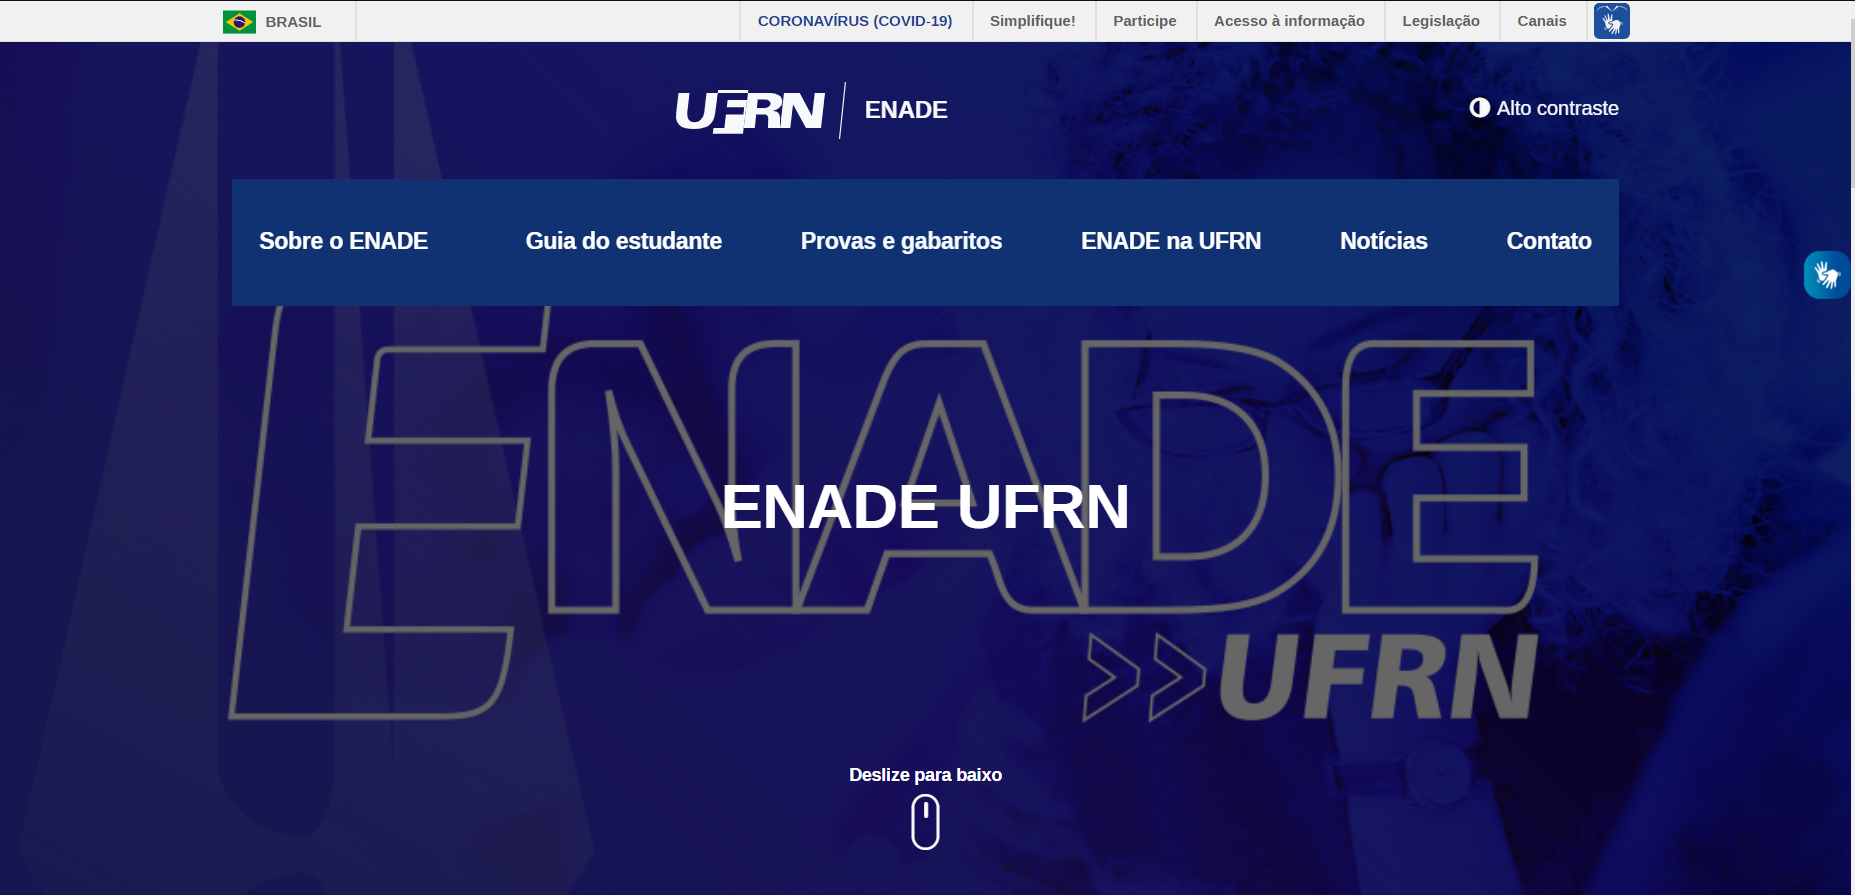 BRASIL
CORONAVÍRUS (COVID-19)
Simplifique!
Participe
Acesso à informação
Legislação
Canais
UFRN
ENADE
Alto contraste
Sobre o ENADE
Guia do estudante
Provas e gabaritos
ENADE na UFRN
Notícias
Contato
ENADE
ENADE UFRN
>>UFRN
Deslize para baixo